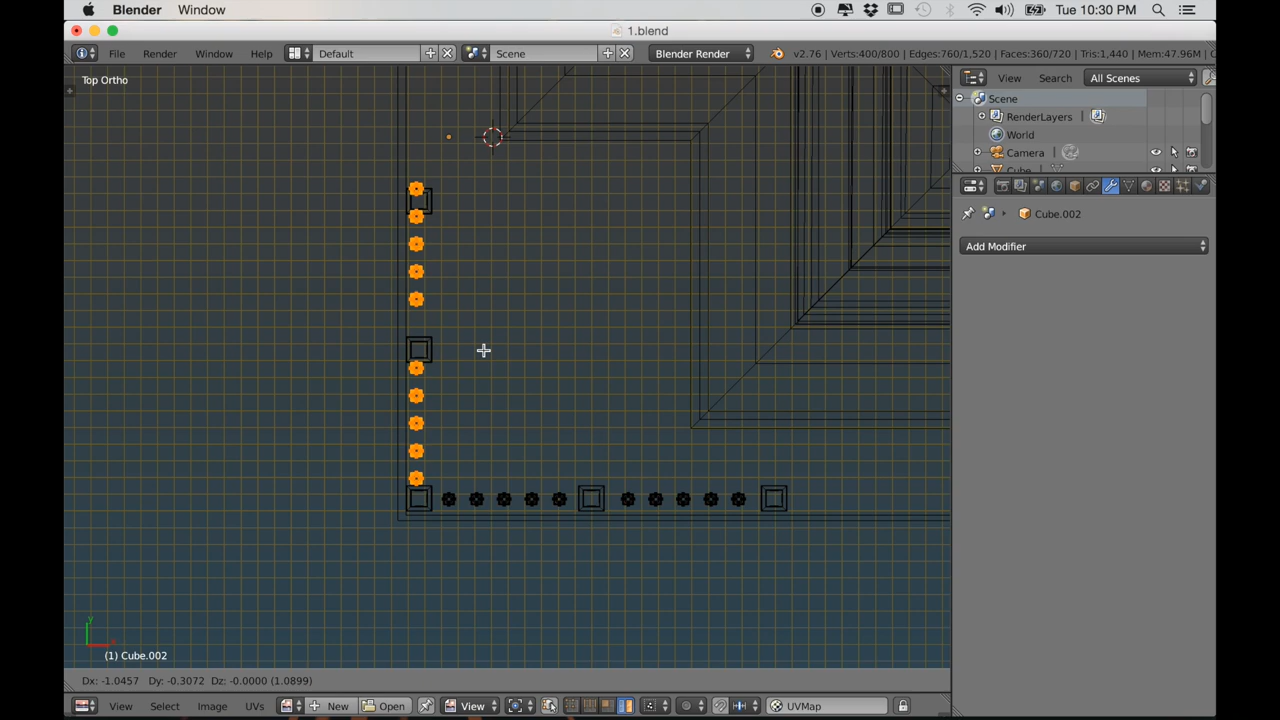 Blender Window Tue 10:30 PM
1.blend
File Render Window Help Default Scene Blender Render v2.76 | Verts:400/800 | Edges:760/1,520 | Faces:360/720 | Tris:1,440 | Mem:47.96M
Top Ortho
View Search All Scenes
Scene
RenderLayers
World
Camera
Cube
Cube.002
Add Modifier
y
x
(1) Cube.002
Dx: -1.0457 Dy: -0.3072 Dz: -0.0000 (1.0899)
View Select Image UVs New Open View UVMap